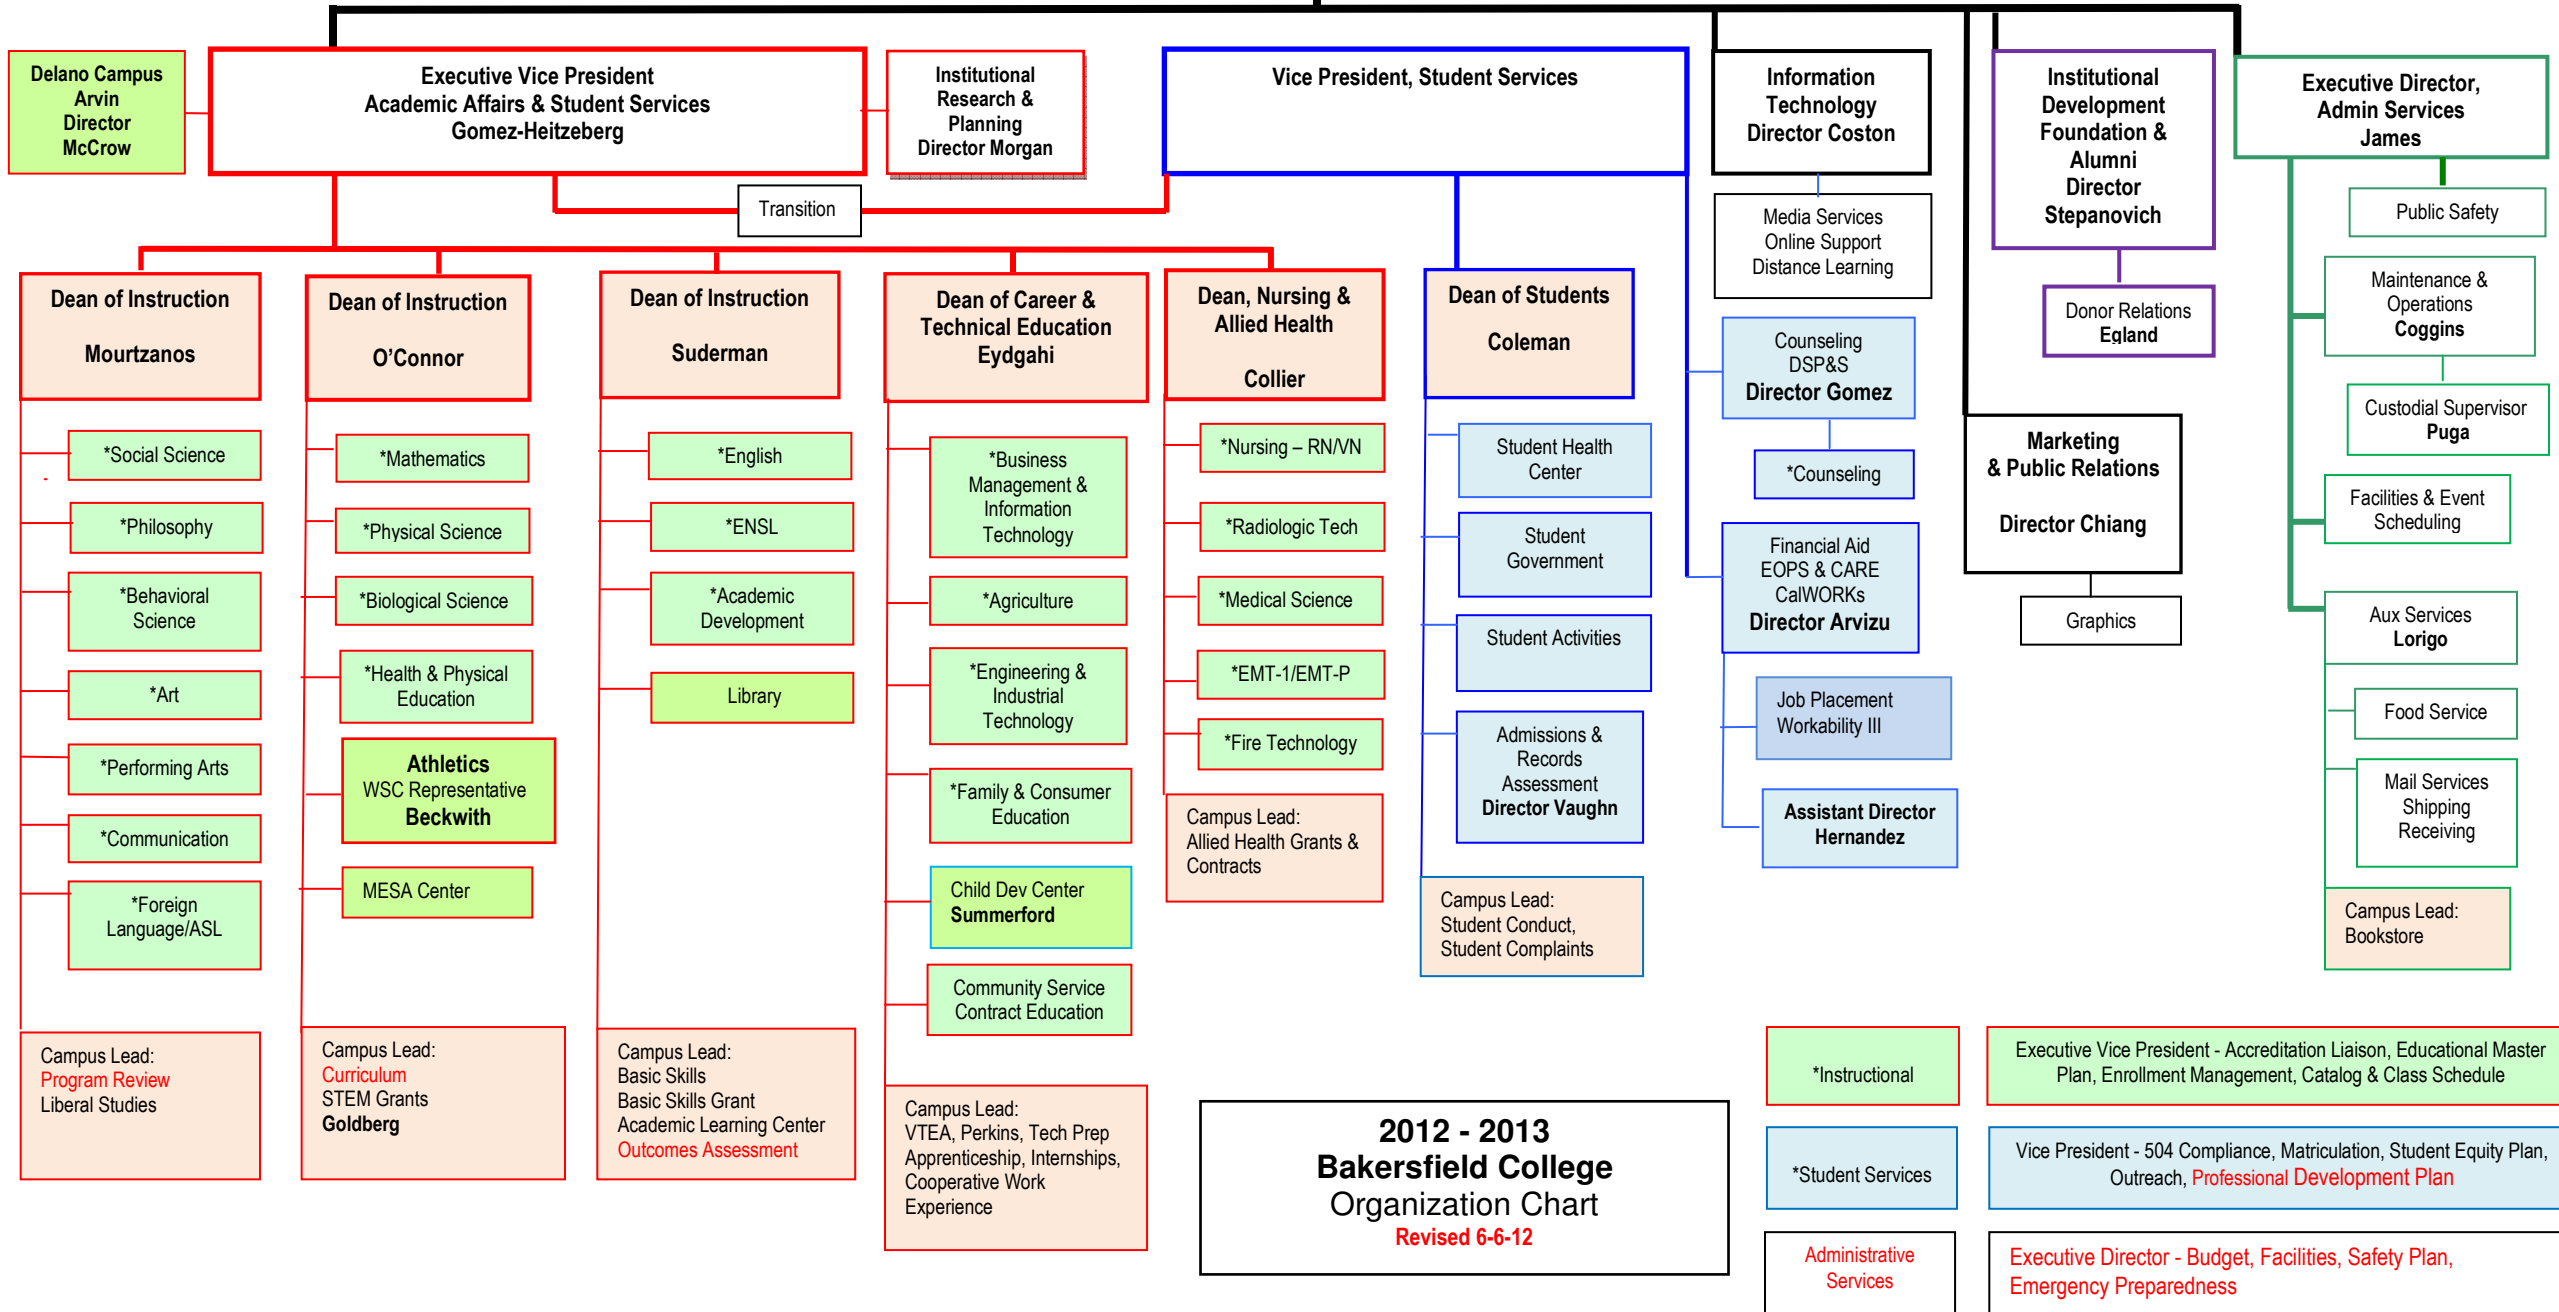 Delano Campus
Arvin
Director
McCrow
Executive Vice President
Academic Affairs & Student Services
Gomez-Heitzeberg
Institutional
Research &
Planning
Director Morgan
Transition
Vice President, Student Services
Information
Technology
Director Coston
Media Services
Online Support
Distance Learning
Institutional
Development
Foundation &
Alumni
Director
Stepanovich
Donor Relations
Egland
Executive Director,
Admin Services
James
Public Safety
Maintenance &
Operations
Coggins
Custodial Supervisor
Puga
Facilities & Event
Scheduling
Aux Services
Lorigo
Food Service
Mail Services
Shipping
Receiving
Campus Lead:
Bookstore
Dean of Instruction
Mourtzanos
*Social Science
*Philosophy
*Behavioral
Science
*Art
*Performing Arts
*Communication
*Foreign
Language/ASL
Campus Lead:
Program Review
Liberal Studies
Dean of Instruction
O’Connor
*Mathematics
*Physical Science
*Biological Science
*Health & Physical
Education
Athletics
WSC Representative
Beckwith
MESA Center
Campus Lead:
Curriculum
STEM Grants
Goldberg
Dean of Instruction
Suderman
*English
*ENSL
*Academic
Development
Library
Campus Lead:
Basic Skills
Basic Skills Grant
Academic Learning Center
Outcomes Assessment
Dean of Career &
Technical Education
Eydgahi
*Business
Management &
Information
Technology
*Agriculture
*Engineering &
Industrial
Technology
*Family & Consumer
Education
Child Dev Center
Summerford
Community Service
Contract Education
Campus Lead:
VTEA, Perkins, Tech Prep
Apprenticeship, Internships,
Cooperative Work
Experience
Dean, Nursing &
Allied Health
Collier
*Nursing – RN/VN
*Radiologic Tech
*Medical Science
*EMT-1/EMT-P
*Fire Technology
Campus Lead:
Allied Health Grants &
Contracts
Dean of Students
Coleman
Student Health
Center
Student
Government
Student Activities
Admissions &
Records
Assessment
Director Vaughn
Campus Lead:
Student Conduct,
Student Complaints
Counseling
DSP&S
Director Gomez
*Counseling
Financial Aid
EOPS & CARE
CalWORKs
Director Arvizu
Job Placement
Workability III
Assistant Director
Hernandez
Marketing
& Public Relations
Director Chiang
Graphics
2012 - 2013
Bakersfield College
Organization Chart
Revised 6-6-12
*Instructional
Executive Vice President - Accreditation Liaison, Educational Master
Plan, Enrollment Management, Catalog & Class Schedule
*Student Services
Vice President - 504 Compliance, Matriculation, Student Equity Plan,
Outreach, Professional Development Plan
Administrative
Services
Executive Director - Budget, Facilities, Safety Plan,
Emergency Preparedness